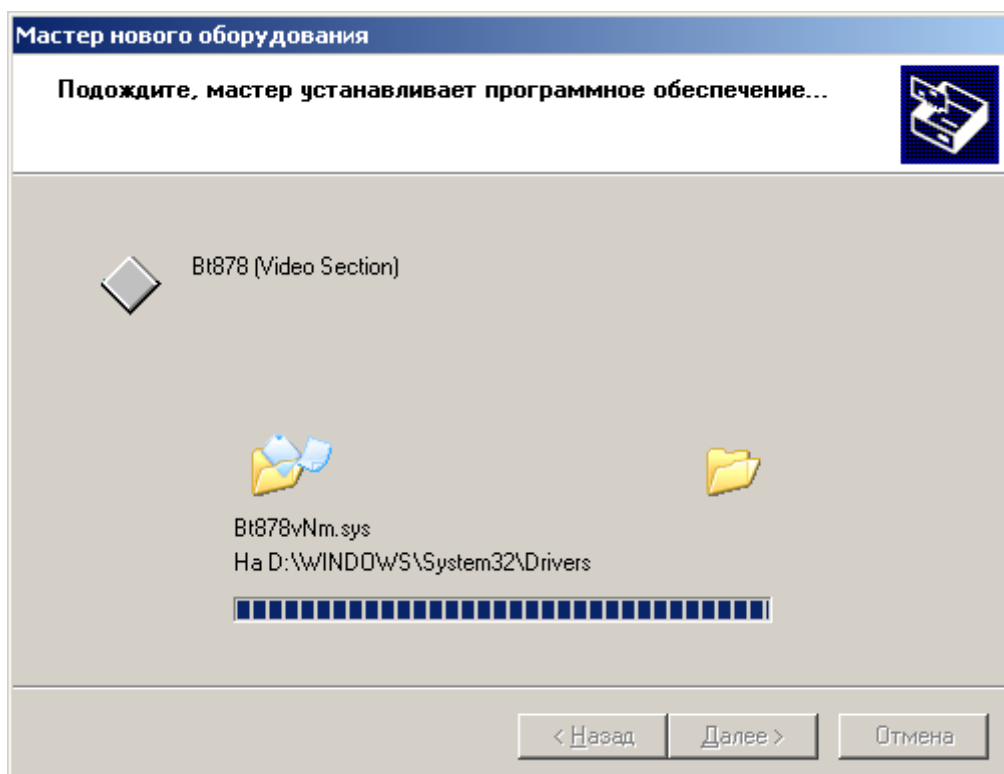 Мастер нового оборудования
Подождите, мастер устанавливает программное обеспечение...
Bt878 (Video Section)
Bt878vNm.sys
На D:\WINDOWS\System32\Drivers
< Назад
Далее >
Отмена